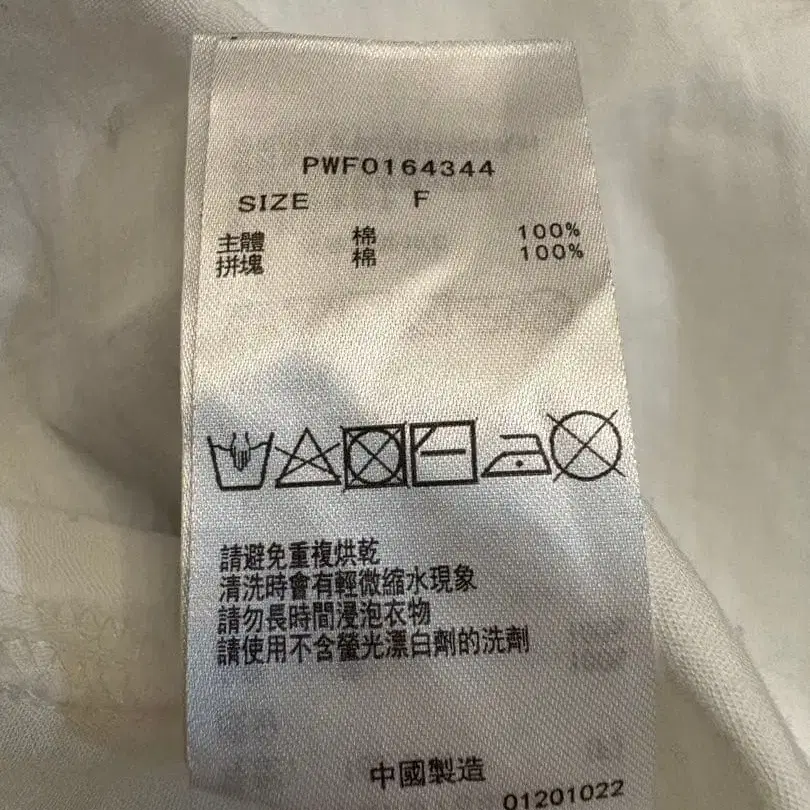 PWF0164344
SIZE F
主體 棉 100%
拼塊 棉 100%
請避免重複烘乾
清洗時會有輕微縮水現象
請勿長時間浸泡衣物
請使用不含螢光漂白劑的洗劑
中國製造
01201022